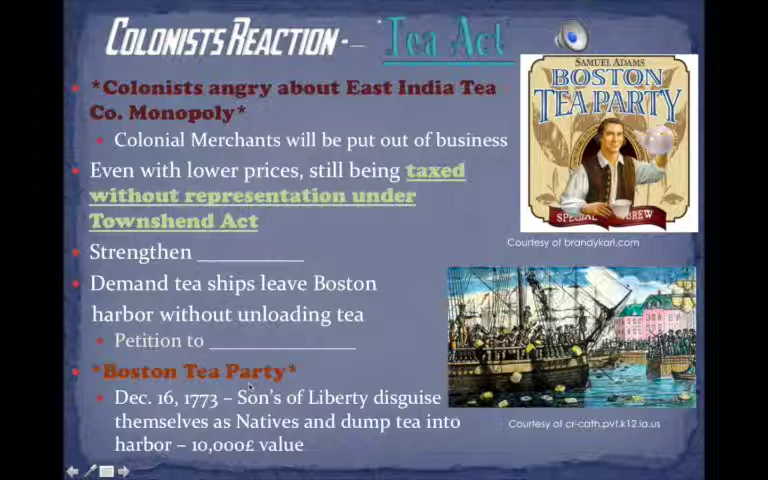 Colonists Reaction - – "Tea Act"
*Colonists angry about East India Tea
Co. Monopoly*
Colonial Merchants will be put out of business
Even with lower prices, still being taxed
without representation under
Townshend Act
Strengthen ___________
Demand tea ships leave Boston
harbor without unloading tea
Petition to ________________
*Boston Tea Party*
Dec. 16, 1773 – Son's of Liberty disguise
themselves as Natives and dump tea into
harbor – 10,000£ value
SAMUEL ADAMS
BOSTON
TEA PARTY
SPECIAL BREW
Courtesy of brandykarl.com
Courtesy of cr-cath.pvt.k12.ia.us